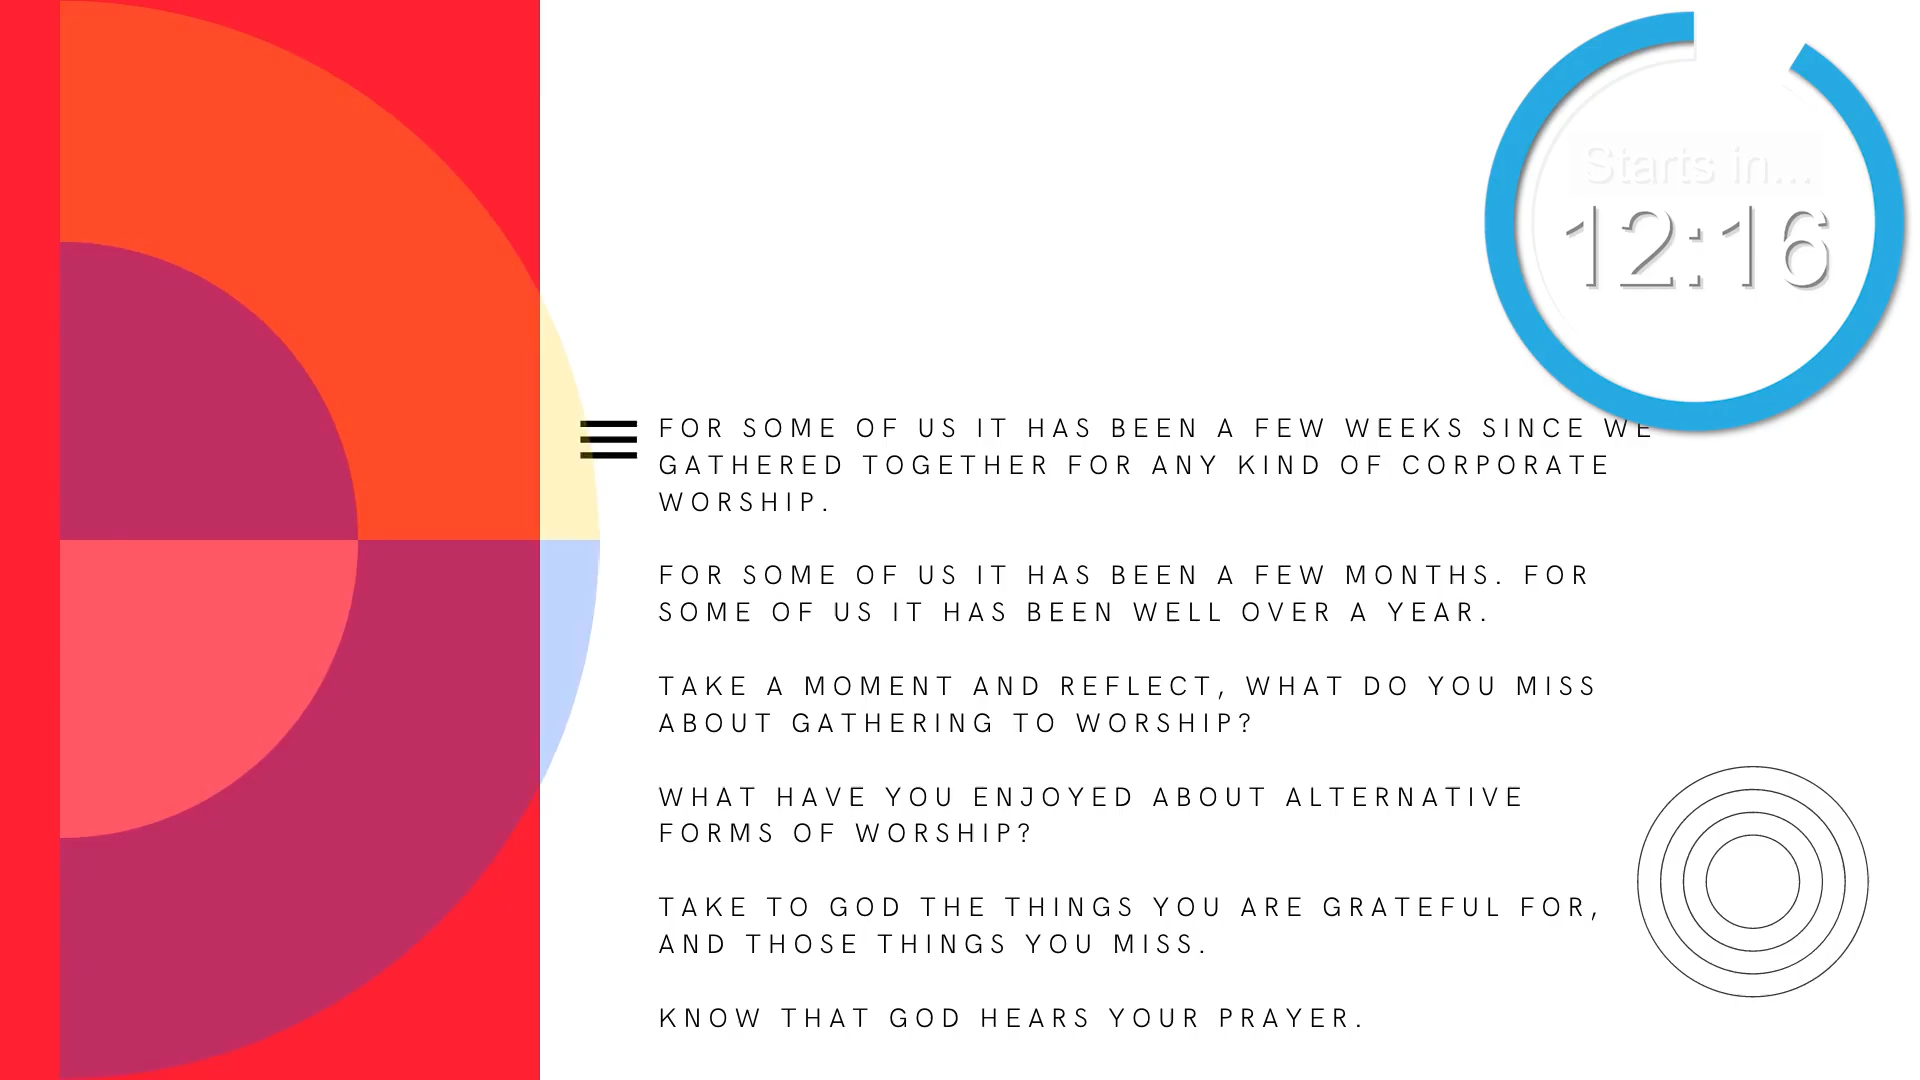 Starts in...
12:16
FOR SOME OF US IT HAS BEEN A FEW WEEKS SINCE WE
GATHERED TOGETHER FOR ANY KIND OF CORPORATE
WORSHIP.
FOR SOME OF US IT HAS BEEN A FEW MONTHS. FOR
SOME OF US IT HAS BEEN WELL OVER A YEAR.
TAKE A MOMENT AND REFLECT, WHAT DO YOU MISS
ABOUT GATHERING TO WORSHIP?
WHAT HAVE YOU ENJOYED ABOUT ALTERNATIVE
FORMS OF WORSHIP?
TAKE TO GOD THE THINGS YOU ARE GRATEFUL FOR,
AND THOSE THINGS YOU MISS.
KNOW THAT GOD HEARS YOUR PRAYER.